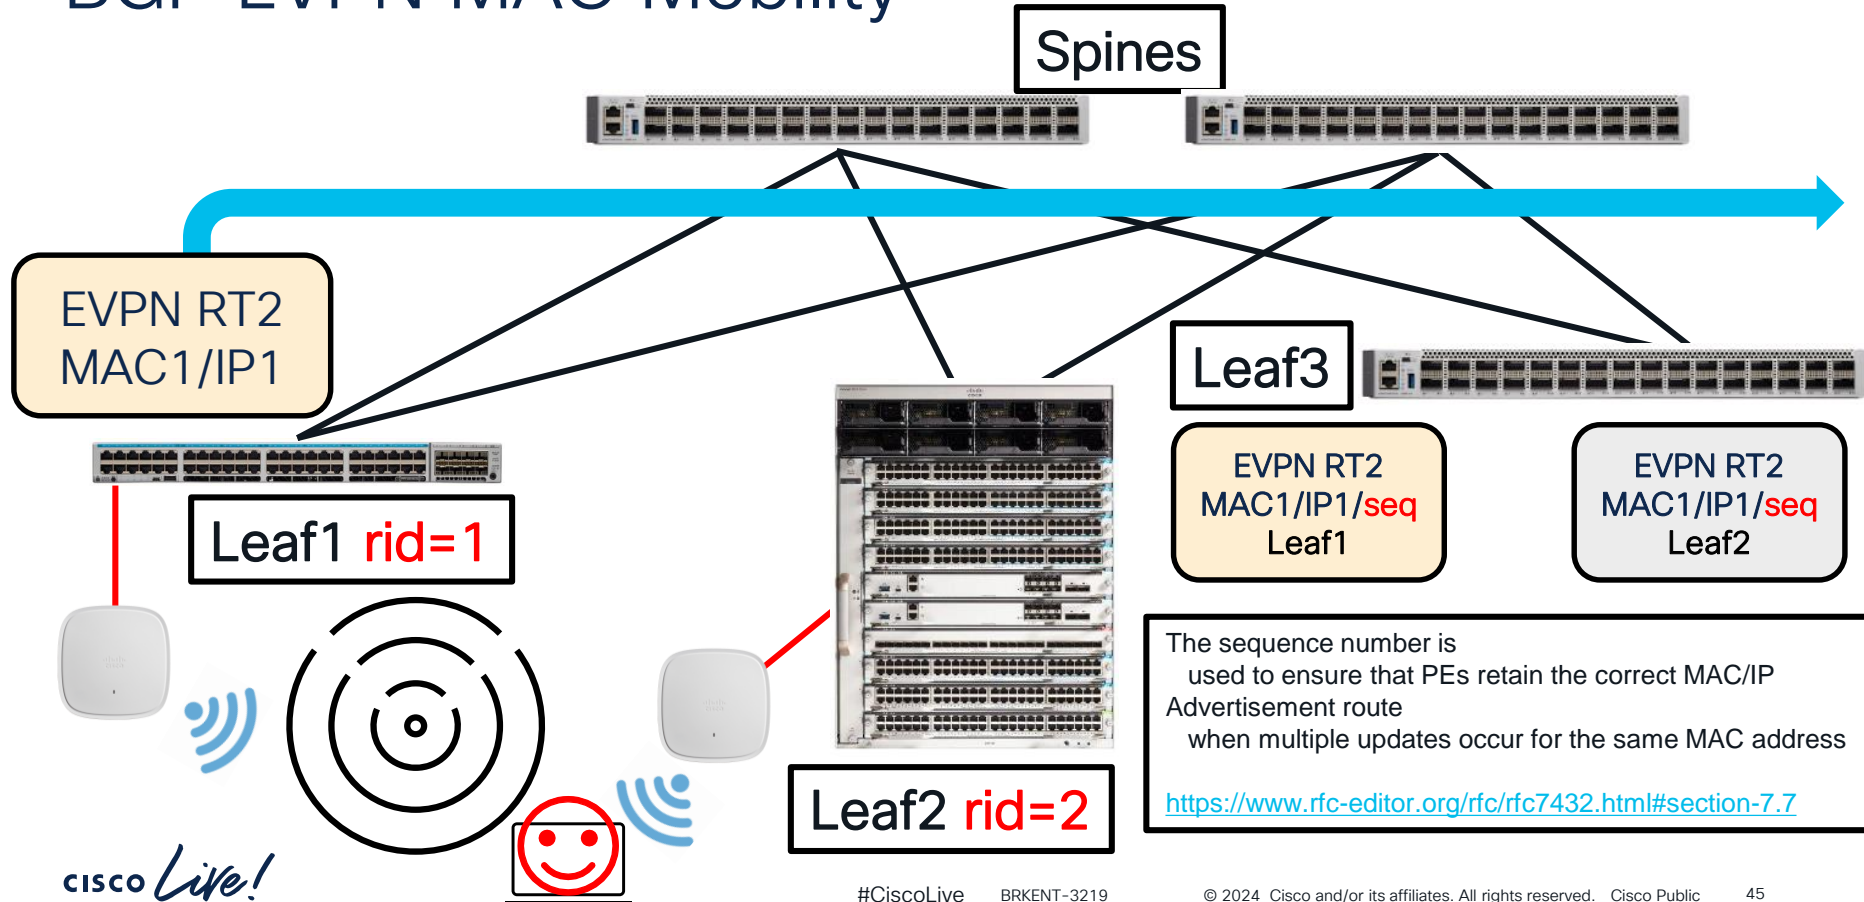 BGP EVPN MAC Mobility
Spines
EVPN RT2
MAC1/IP1
Leaf3
EVPN RT2
MAC1/IP1/seq
Leaf1
EVPN RT2
MAC1/IP1/seq
Leaf2
Leaf1 rid=1
Leaf2 rid=2
The sequence number is
used to ensure that PEs retain the correct MAC/IP
Advertisement route
when multiple updates occur for the same MAC address
https://www.rfc-editor.org/rfc/rfc7432.html#section-7.7
CISCO Live!
#CiscoLive BRKENT-3219 © 2024 Cisco and/or its affiliates. All rights reserved. Cisco Public 45